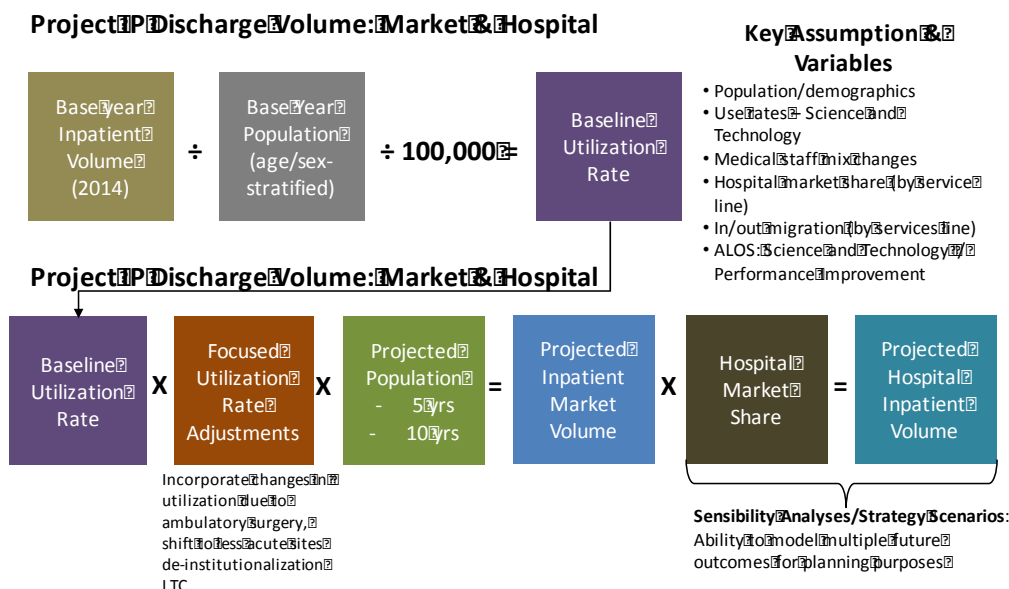 Project IP Discharge Volume: Market & Hospital
Base year
Inpatient
Volume
(2014)
÷
Base Year
Population
(age/sex-
stratified)
÷ 100,000 =
Baseline
Utilization
Rate
Key Assumption &
Variables
• Population/demographics
• Use rates – Science and
Technology
• Medical staff mix changes
• Hospital market share (by service
line)
• In/out migration (by services line)
• ALOS: Science and Technology /
Performance Improvement
Project IP Discharge Volume: Market & Hospital
Baseline
Utilization
Rate
X
Focused
Utilization
Rate
Adjustments
X
Projected
Population
- 5 yrs
- 10 yrs
=
Projected
Inpatient
Market
Volume
X
Hospital
Market
Share
=
Projected
Hospital
Inpatient
Volume
Incorporate changes in
utilization due to
ambulatory surgery,
shift to less acute sites
de-institutionalization
LTC
Sensibility Analyses/Strategy Scenarios:
Ability to model multiple future
outcomes for planning purposes